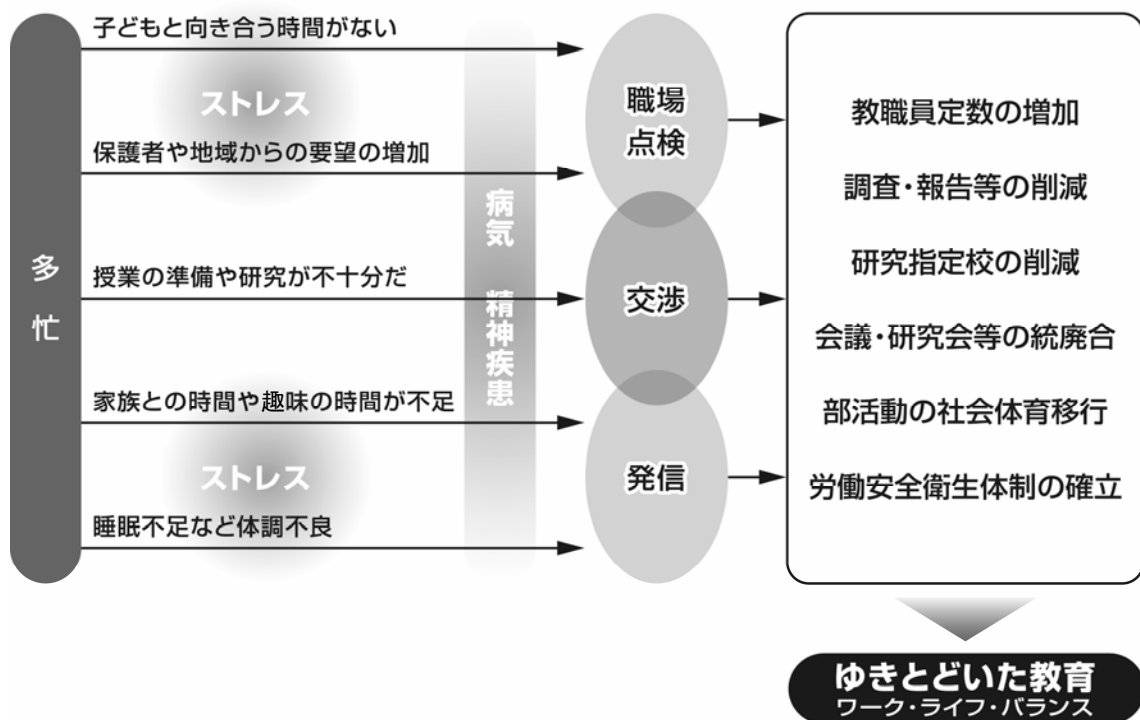 多忙
子どもと向き合う時間がない
ストレス
保護者や地域からの要望の増加
授業の準備や研究が不十分だ
家族との時間や趣味の時間が不足
ストレス
睡眠不足など体調不良
病気 精神疾患
職場
点検
交渉
発信
教職員定数の増加
調査・報告等の削減
研究指定校の削減
会議・研究会等の統廃合
部活動の社会体育移行
労働安全衛生体制の確立
ゆきとどいた教育
ワーク・ライフ・バランス